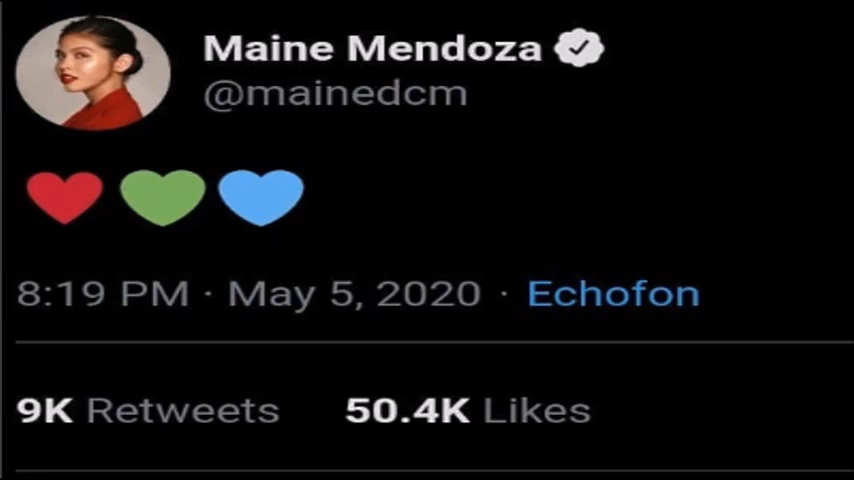 Maine Mendoza
@mainedcm
❤️💚💙
8:19 PM · May 5, 2020 · Echofon
9K Retweets 50.4K Likes